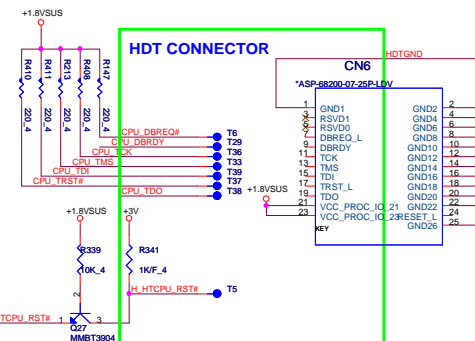 +1.8VSUS
HDT CONNECTOR
HDTGND
CN6
*ASP-68200-07-25P-LDV
R410
R411
R213
R408
R147
220_4
220_4
220_4
220_4
220_4
CPU_DBREQ#
CPU_DBRDY
CPU_TCK
CPU_TMS
CPU_TDI
CPU_TRST#
CPU_TDO
T6
T29
T36
T33
T39
T37
T38
+1.8VSUS
1 GND1 GND2 2
3 RSVD1 GND4 4
5 RSVD0 GND6 6
7 DBREQ_L GND8 8
9 DBRDY GND10 10
11 TCK GND12 12
13 TMS GND14 14
15 TDI GND16 16
17 TRST_L GND18 18
19 TDO GND20 20
21 VCC_PROC_IO_21 GND22 22
23 VCC_PROC_IO_23 RESET_L 24
KEY GND26 26
+1.8VSUS
+3V
R339
10K_4
R341
1K/F_4
H_HTCPU_RST#
T5
TCPU_RST#
1
2
3
Q27
MMBT3904